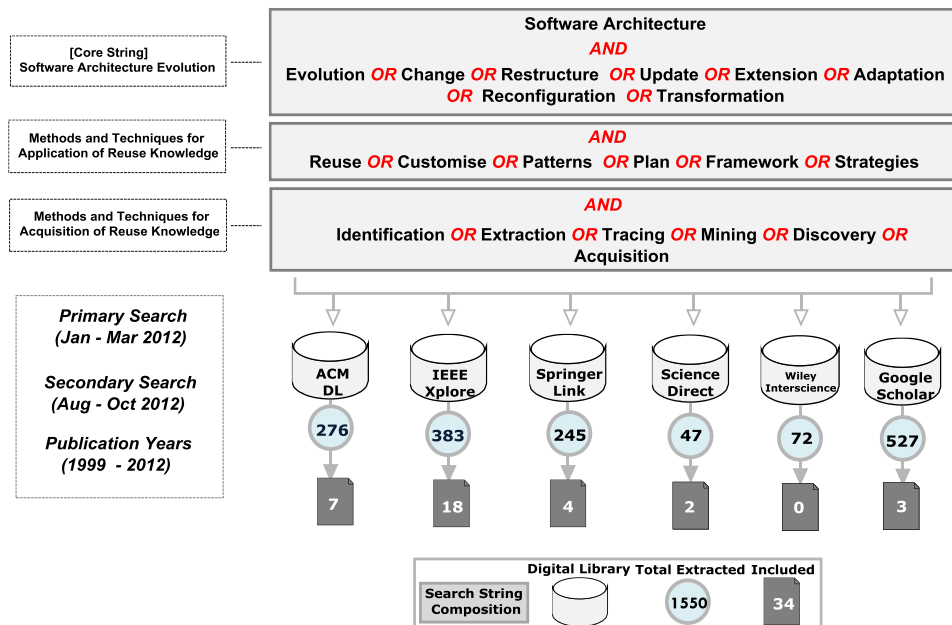 Software Architecture
AND
[Core String]
Software Architecture Evolution
Evolution OR Change OR Restructure OR Update OR Extension OR Adaptation
OR Reconfiguration OR Transformation
Methods and Techniques for
Application of Reuse Knowledge
AND
Reuse OR Customise OR Patterns OR Plan OR Framework OR Strategies
Methods and Techniques for
Acquisition of Reuse Knowledge
AND
Identification OR Extraction OR Tracing OR Mining OR Discovery OR
Acquisition
Primary Search
(Jan - Mar 2012)
Secondary Search
(Aug - Oct 2012)
Publication Years
(1999 - 2012)
ACM
DL
IEEE
Xplore
Springer
Link
Science
Direct
Wiley
Interscience
Google
Scholar
276
383
245
47
72
527
7
18
4
2
0
3
Digital Library Total Extracted Included
Search String
Composition
1550
34